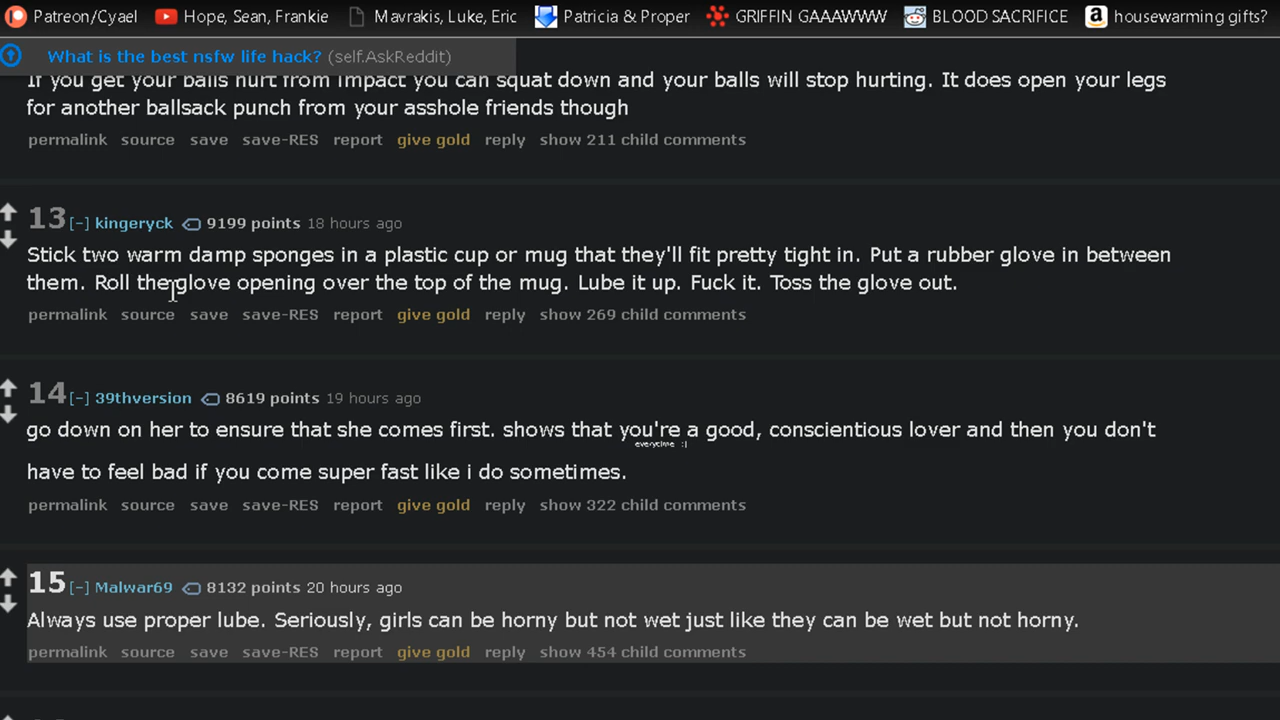 Patreon/Cyael Hope, Sean, Frankie Mavrakis, Luke, Eric Patricia & Proper GRIFFIN GAAAWWW BLOOD SACRIFICE housewarming gifts?
What is the best nsfw life hack? (self.AskReddit)
If you get your balls hurt from impact you can squat down and your balls will stop hurting. It does open your legs
for another ballsack punch from your asshole friends though
permalink source save save-RES report give gold reply show 211 child comments
13 [-] kingeryck 9199 points 18 hours ago
Stick two warm damp sponges in a plastic cup or mug that they'll fit pretty tight in. Put a rubber glove in between
them. Roll the glove opening over the top of the mug. Lube it up. Fuck it. Toss the glove out.
permalink source save save-RES report give gold reply show 269 child comments
14 [-] 39thversion 8619 points 19 hours ago
go down on her to ensure that she comes first. shows that you're a good, conscientious lover and then you don't
everytime :)
have to feel bad if you come super fast like i do sometimes.
permalink source save save-RES report give gold reply show 322 child comments
15 [-] Malwar69 8132 points 20 hours ago
Always use proper lube. Seriously, girls can be horny but not wet just like they can be wet but not horny.
permalink source save save-RES report give gold reply show 454 child comments